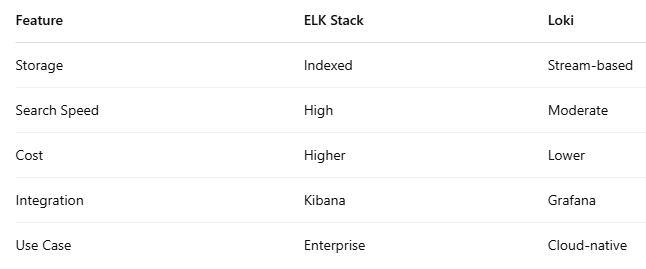 Feature ELK Stack Loki
Storage Indexed Stream-based
Search Speed High Moderate
Cost Higher Lower
Integration Kibana Grafana
Use Case Enterprise Cloud-native